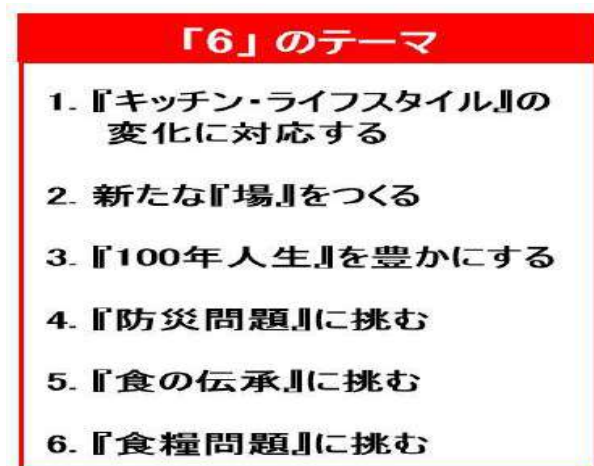 「6」のテーマ
1. 『キッチン・ライフスタイル』の
変化に対応する
2. 新たな『場』をつくる
3. 『100年人生』を豊かにする
4. 『防災問題』に挑む
5. 『食の伝承』に挑む
6. 『食糧問題』に挑む